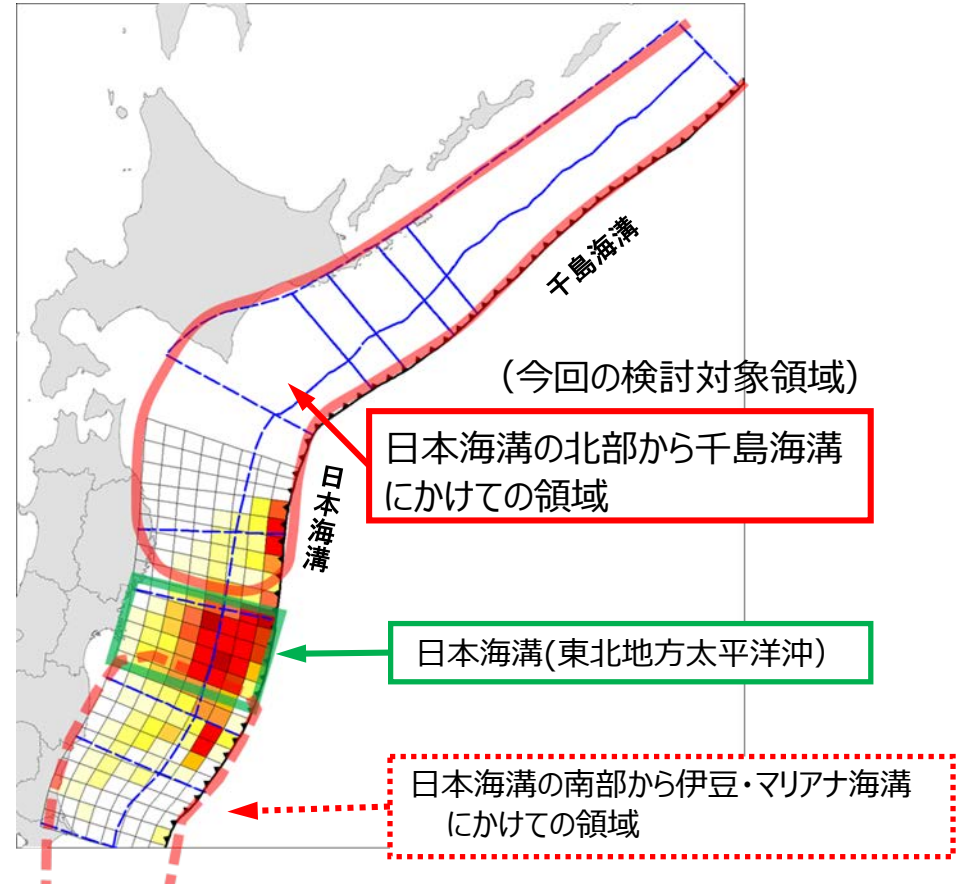 千島海溝
（今回の検討対象領域）
日本海溝の北部から千島海溝
にかけての領域
日本海溝
日本海溝(東北地方太平洋沖）
日本海溝の南部から伊豆・マリアナ海溝
にかけての領域